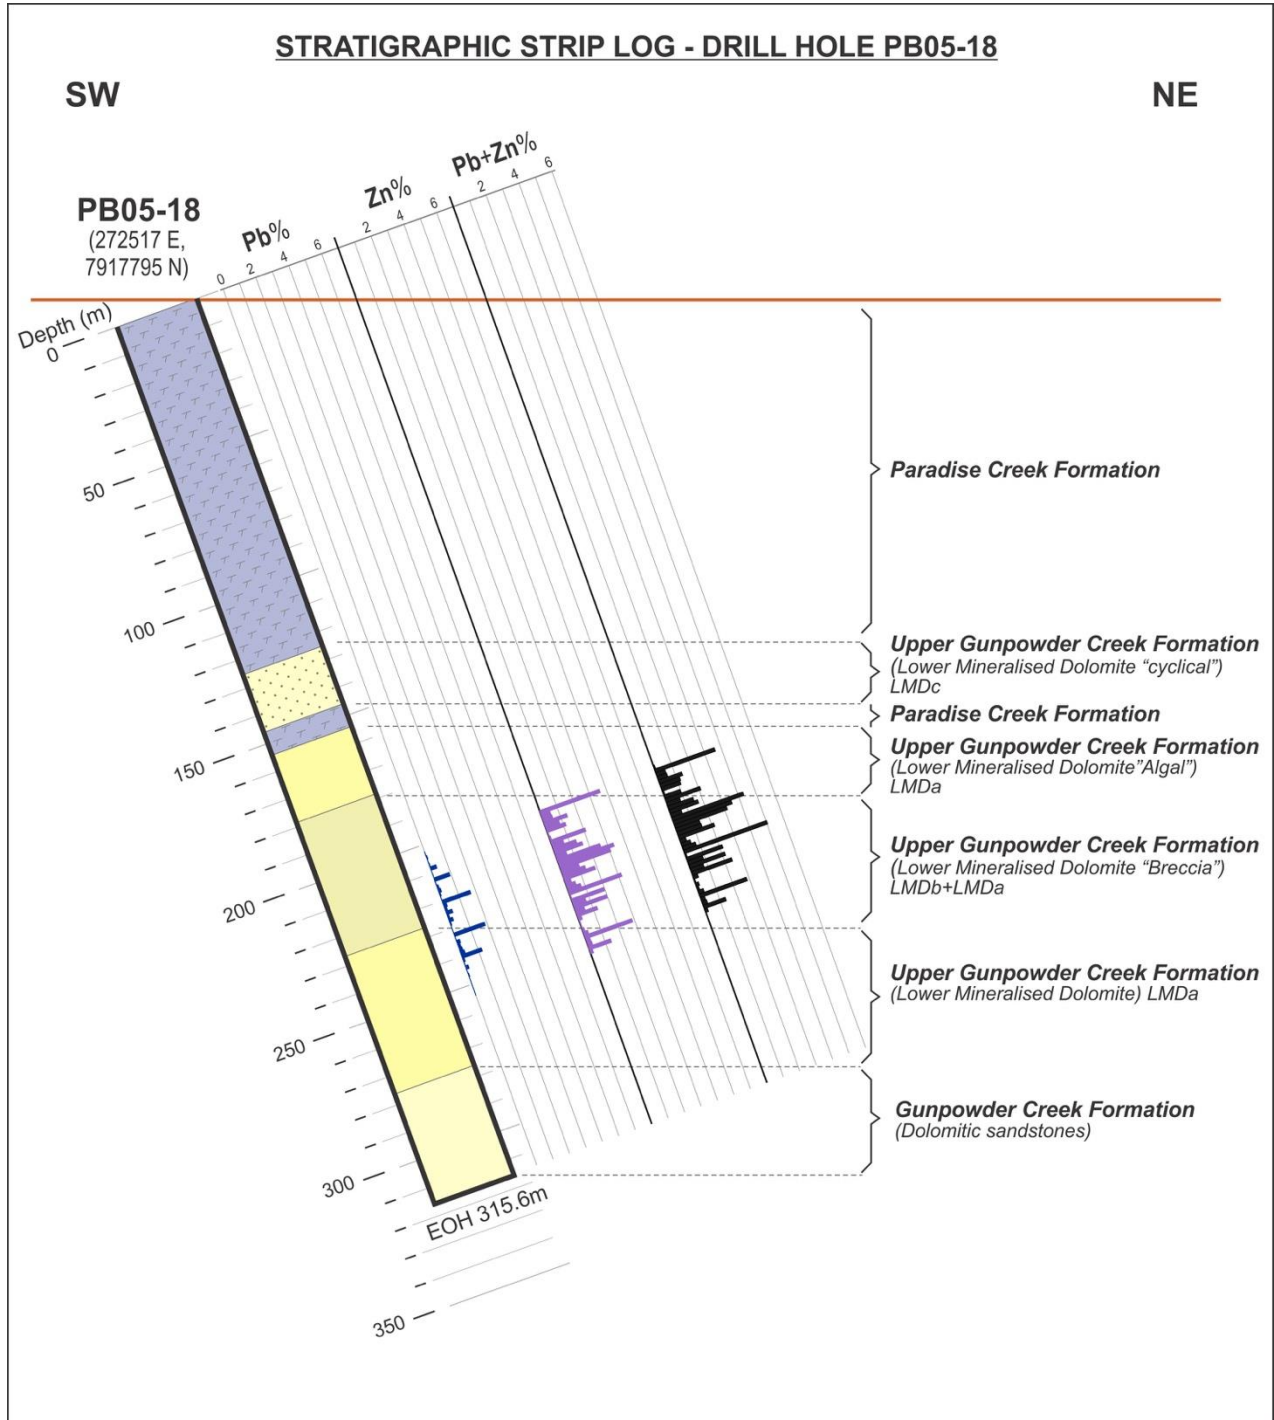 STRATIGRAPHIC STRIP LOG - DRILL HOLE PB05-18
SW
NE
PB05-18
(272517 E,
7917795 N)
Pb%
0 2 4 6
Zn%
2 4 6
Pb+Zn%
2 4 6
Depth (m)
0
50
100
150
200
250
300
350
EOH 315.6m
Paradise Creek Formation
Upper Gunpowder Creek Formation
(Lower Mineralised Dolomite “cyclical”)
LMDc
Paradise Creek Formation
Upper Gunpowder Creek Formation
(Lower Mineralised Dolomite”Algal”)
LMDa
Upper Gunpowder Creek Formation
(Lower Mineralised Dolomite “Breccia”)
LMDb+LMDa
Upper Gunpowder Creek Formation
(Lower Mineralised Dolomite) LMDa
Gunpowder Creek Formation
(Dolomitic sandstones)